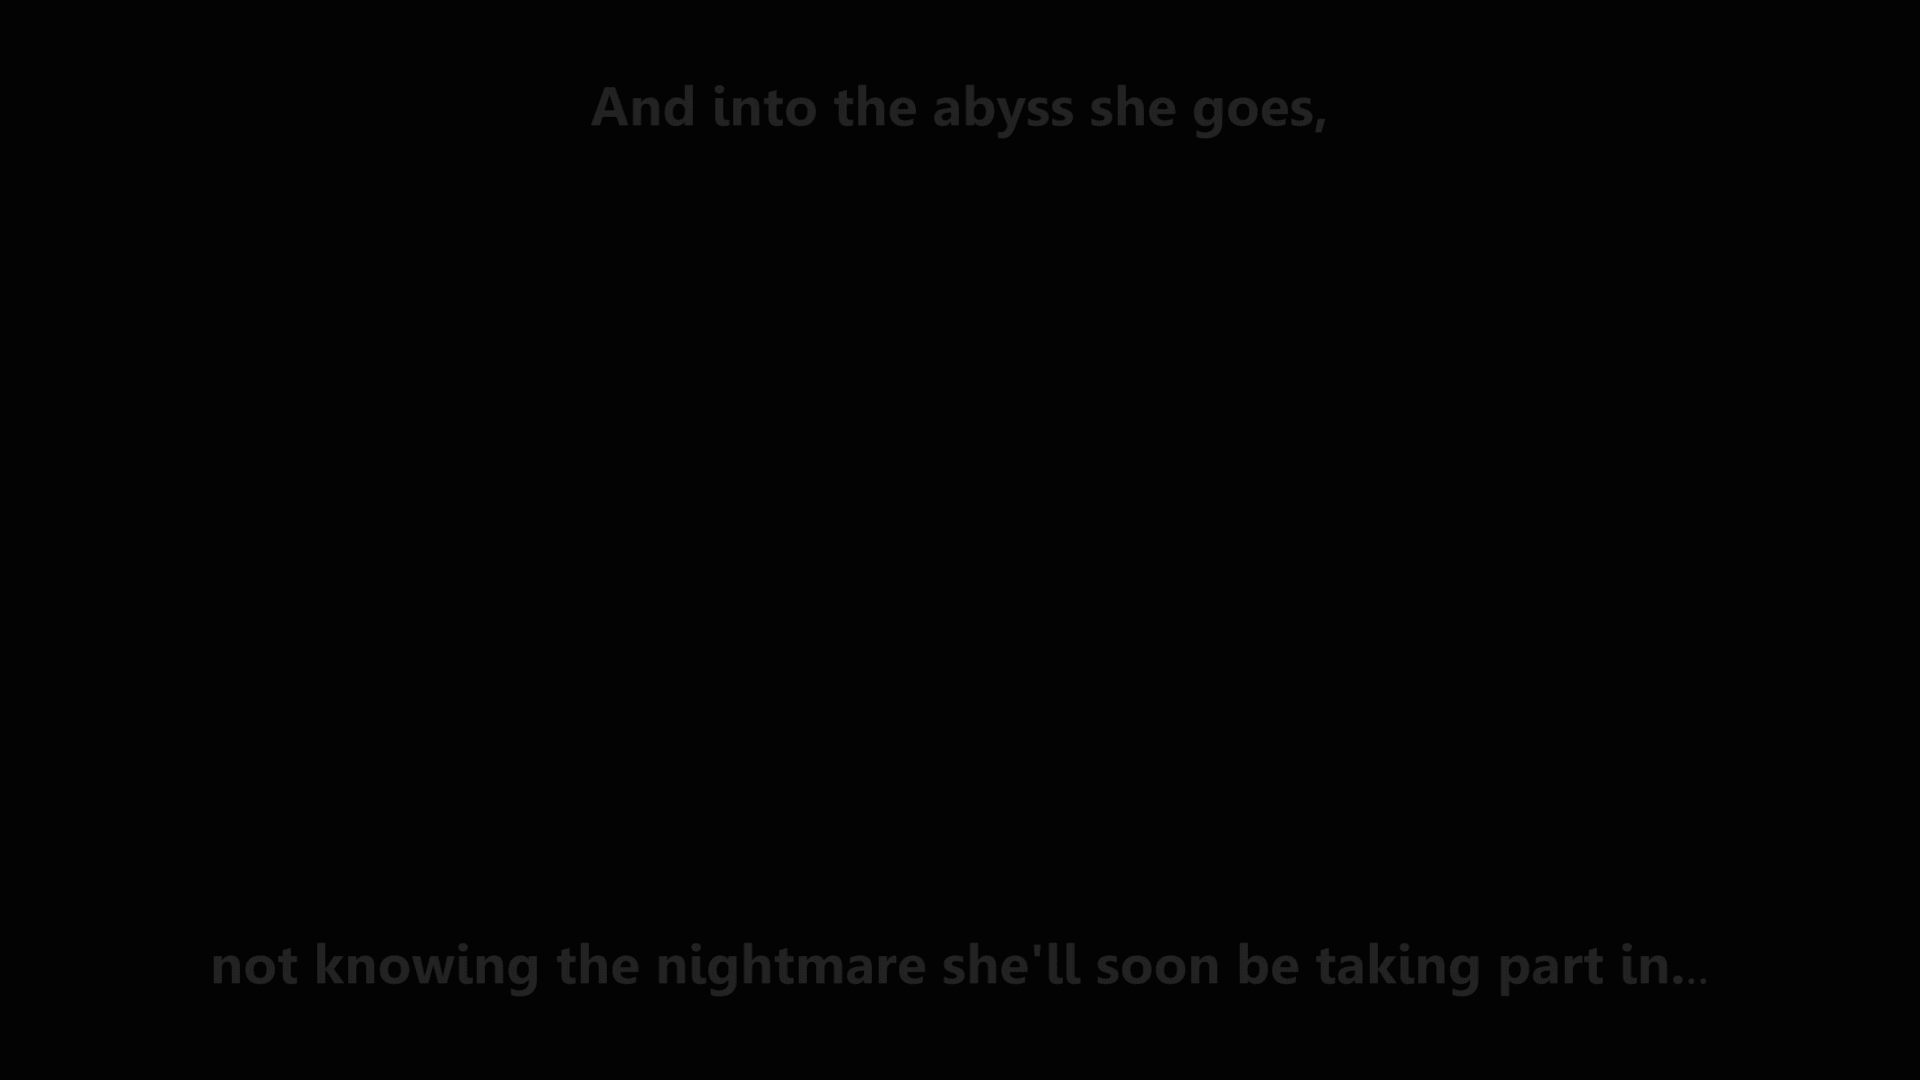 And into the abyss she goes,
not knowing the nightmare she'll soon be taking part in...